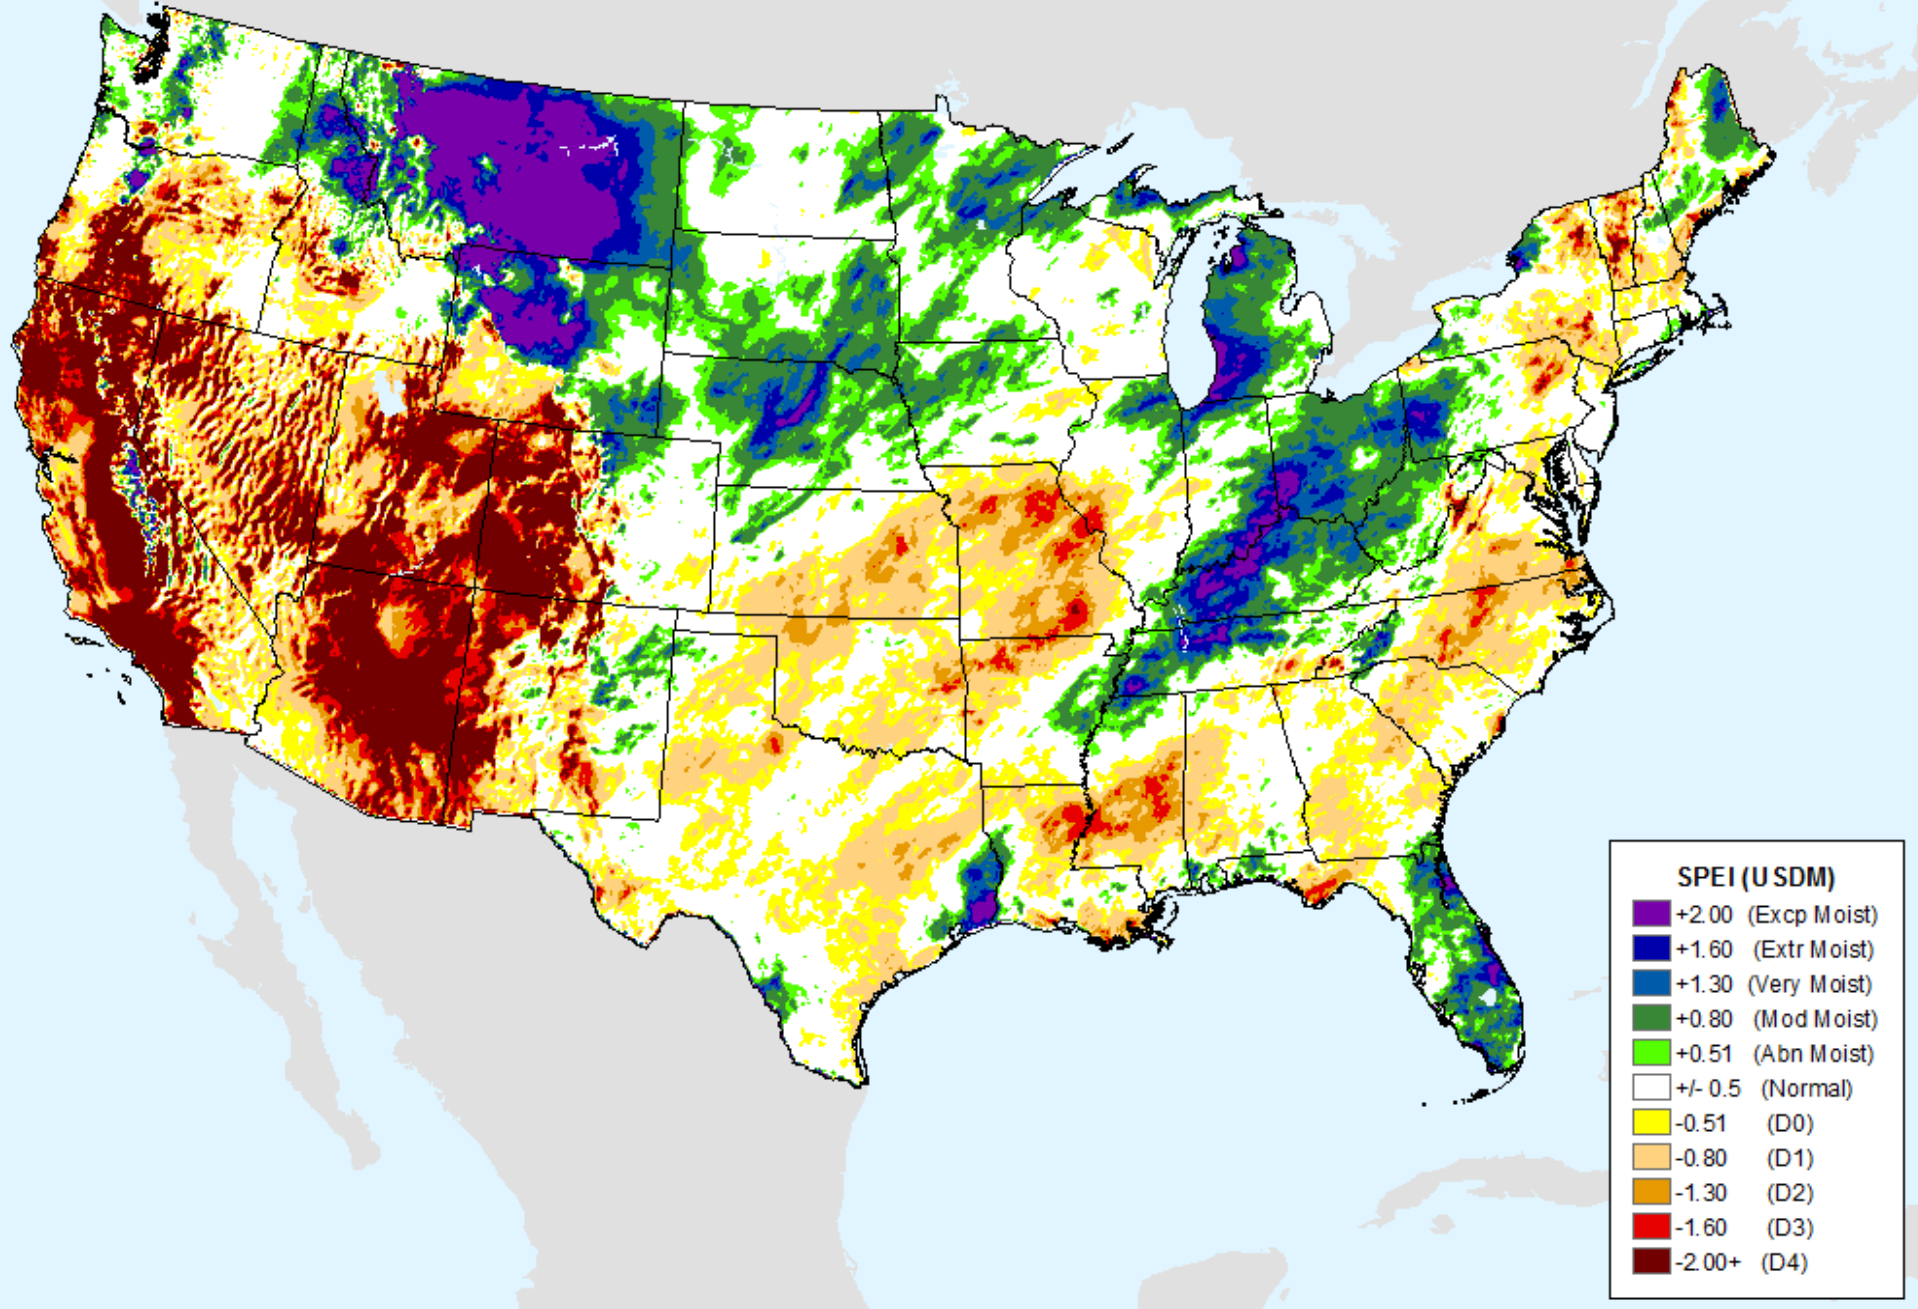 SPEI (USDM)
+2.00 (Excp Moist)
+1.60 (Extr Moist)
+1.30 (Very Moist)
+0.80 (Mod Moist)
+0.51 (Abn Moist)
+/- 0.5 (Normal)
-0.51 (D0)
-0.80 (D1)
-1.30 (D2)
-1.60 (D3)
-2.00+ (D4)